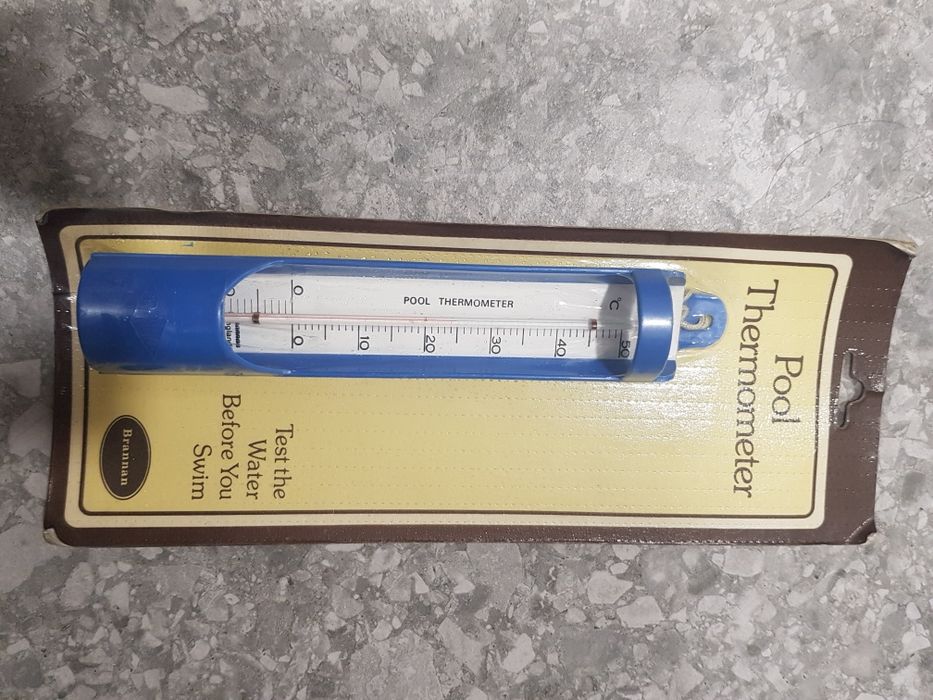 Pool
Thermometer
POOL THERMOMETER
°C
0
0 10 20 30 40 50
Test the
Water
Before You
Swim
Brannan